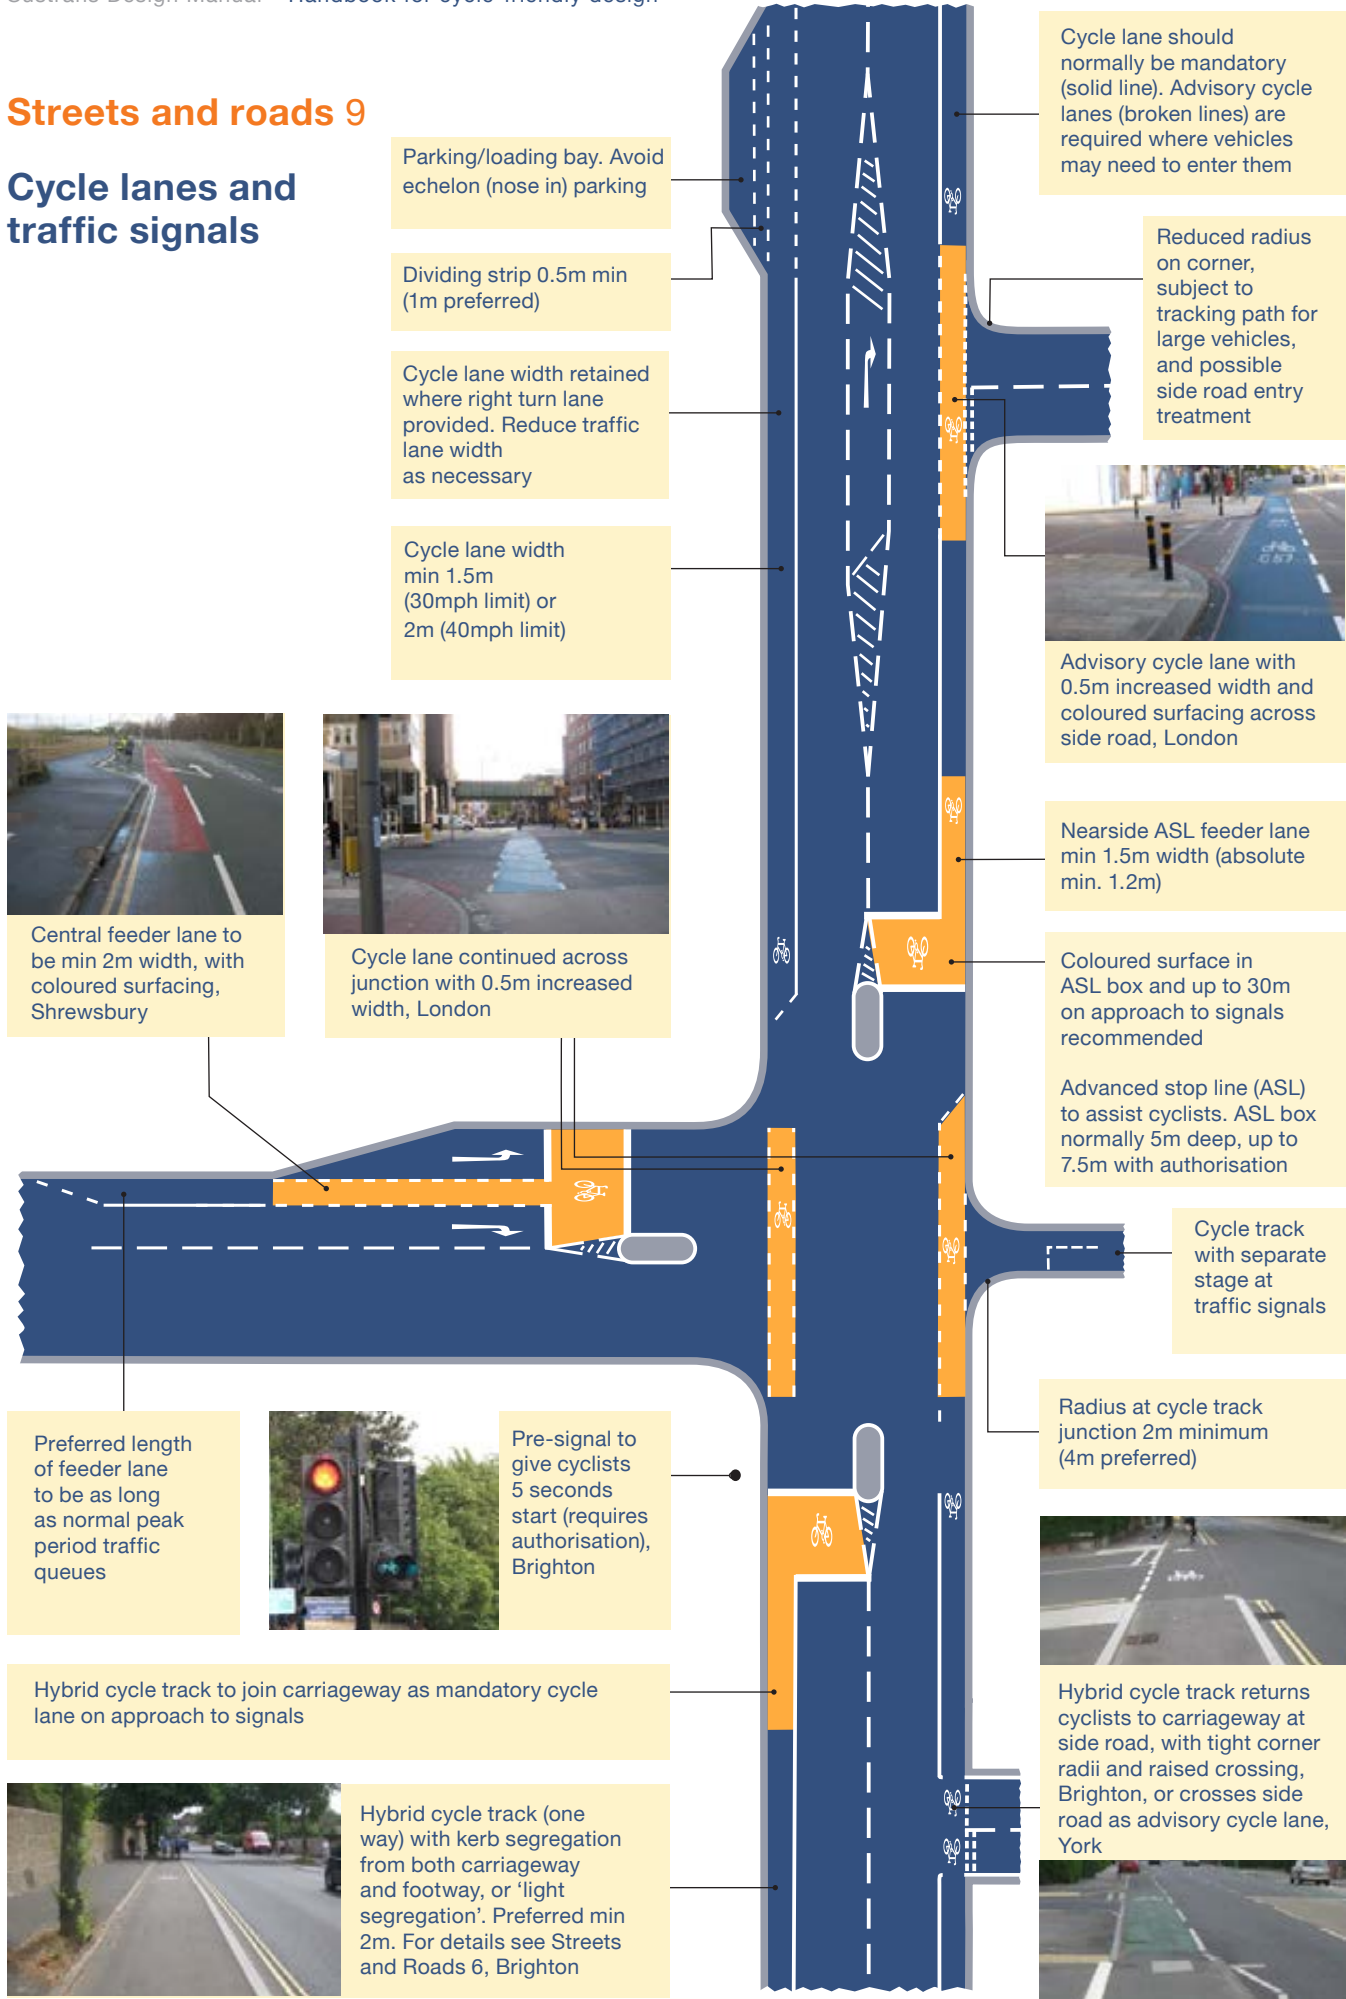 Sustrans Design Manual • Handbook for cycle-friendly design
Streets and roads 9
Cycle lanes and
traffic signals
Parking/loading bay. Avoid
echelon (nose in) parking
Dividing strip 0.5m min
(1m preferred)
Cycle lane width retained
where right turn lane
provided. Reduce traffic
lane width
as necessary
Cycle lane width
min 1.5m
(30mph limit) or
2m (40mph limit)
Cycle lane should
normally be mandatory
(solid line). Advisory cycle
lanes (broken lines) are
required where vehicles
may need to enter them
Reduced radius
on corner,
subject to
tracking path for
large vehicles,
and possible
side road entry
treatment
Advisory cycle lane with
0.5m increased width and
coloured surfacing across
side road, London
Central feeder lane to
be min 2m width, with
coloured surfacing,
Shrewsbury
Cycle lane continued across
junction with 0.5m increased
width, London
Nearside ASL feeder lane
min 1.5m width (absolute
min. 1.2m)
Coloured surface in
ASL box and up to 30m
on approach to signals
recommended
Advanced stop line (ASL)
to assist cyclists. ASL box
normally 5m deep, up to
7.5m with authorisation
Cycle track
with separate
stage at
traffic signals
Radius at cycle track
junction 2m minimum
(4m preferred)
Preferred length
of feeder lane
to be as long
as normal peak
period traffic
queues
Pre-signal to
give cyclists
5 seconds
start (requires
authorisation),
Brighton
Hybrid cycle track to join carriageway as mandatory cycle
lane on approach to signals
Hybrid cycle track (one
way) with kerb segregation
from both carriageway
and footway, or ‘light
segregation’. Preferred min
2m. For details see Streets
and Roads 6, Brighton
Hybrid cycle track returns
cyclists to carriageway at
side road, with tight corner
radii and raised crossing,
Brighton, or crosses side
road as advisory cycle lane,
York